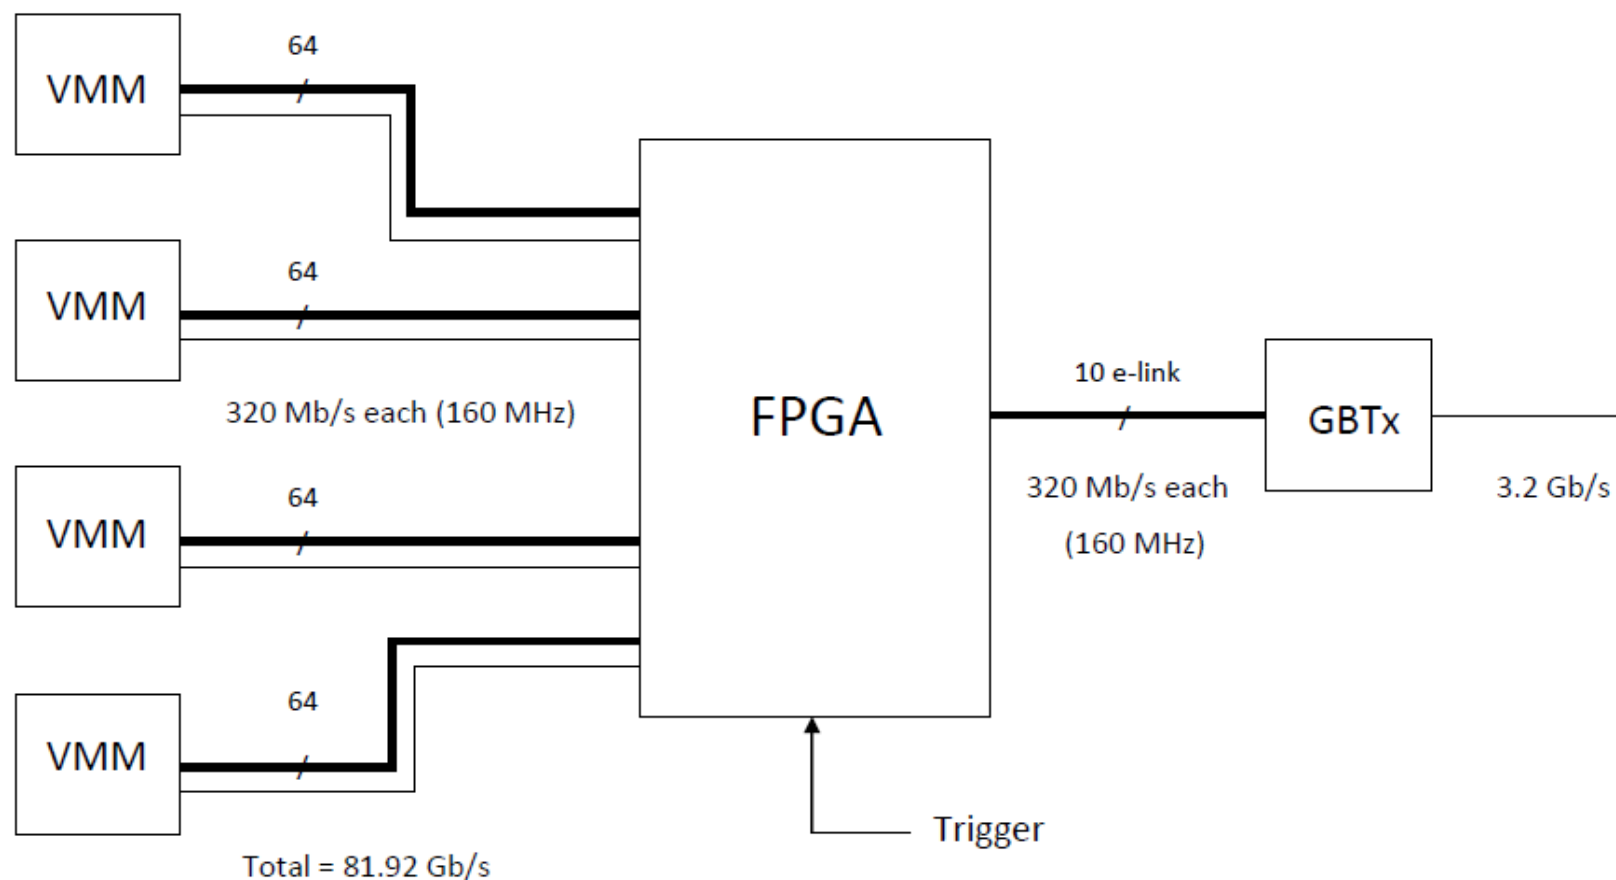 VMM
64
VMM
64
320 Mb/s each (160 MHz)
VMM
64
VMM
64
Total = 81.92 Gb/s
FPGA
Trigger
10 e-link
320 Mb/s each
(160 MHz)
GBTx
3.2 Gb/s